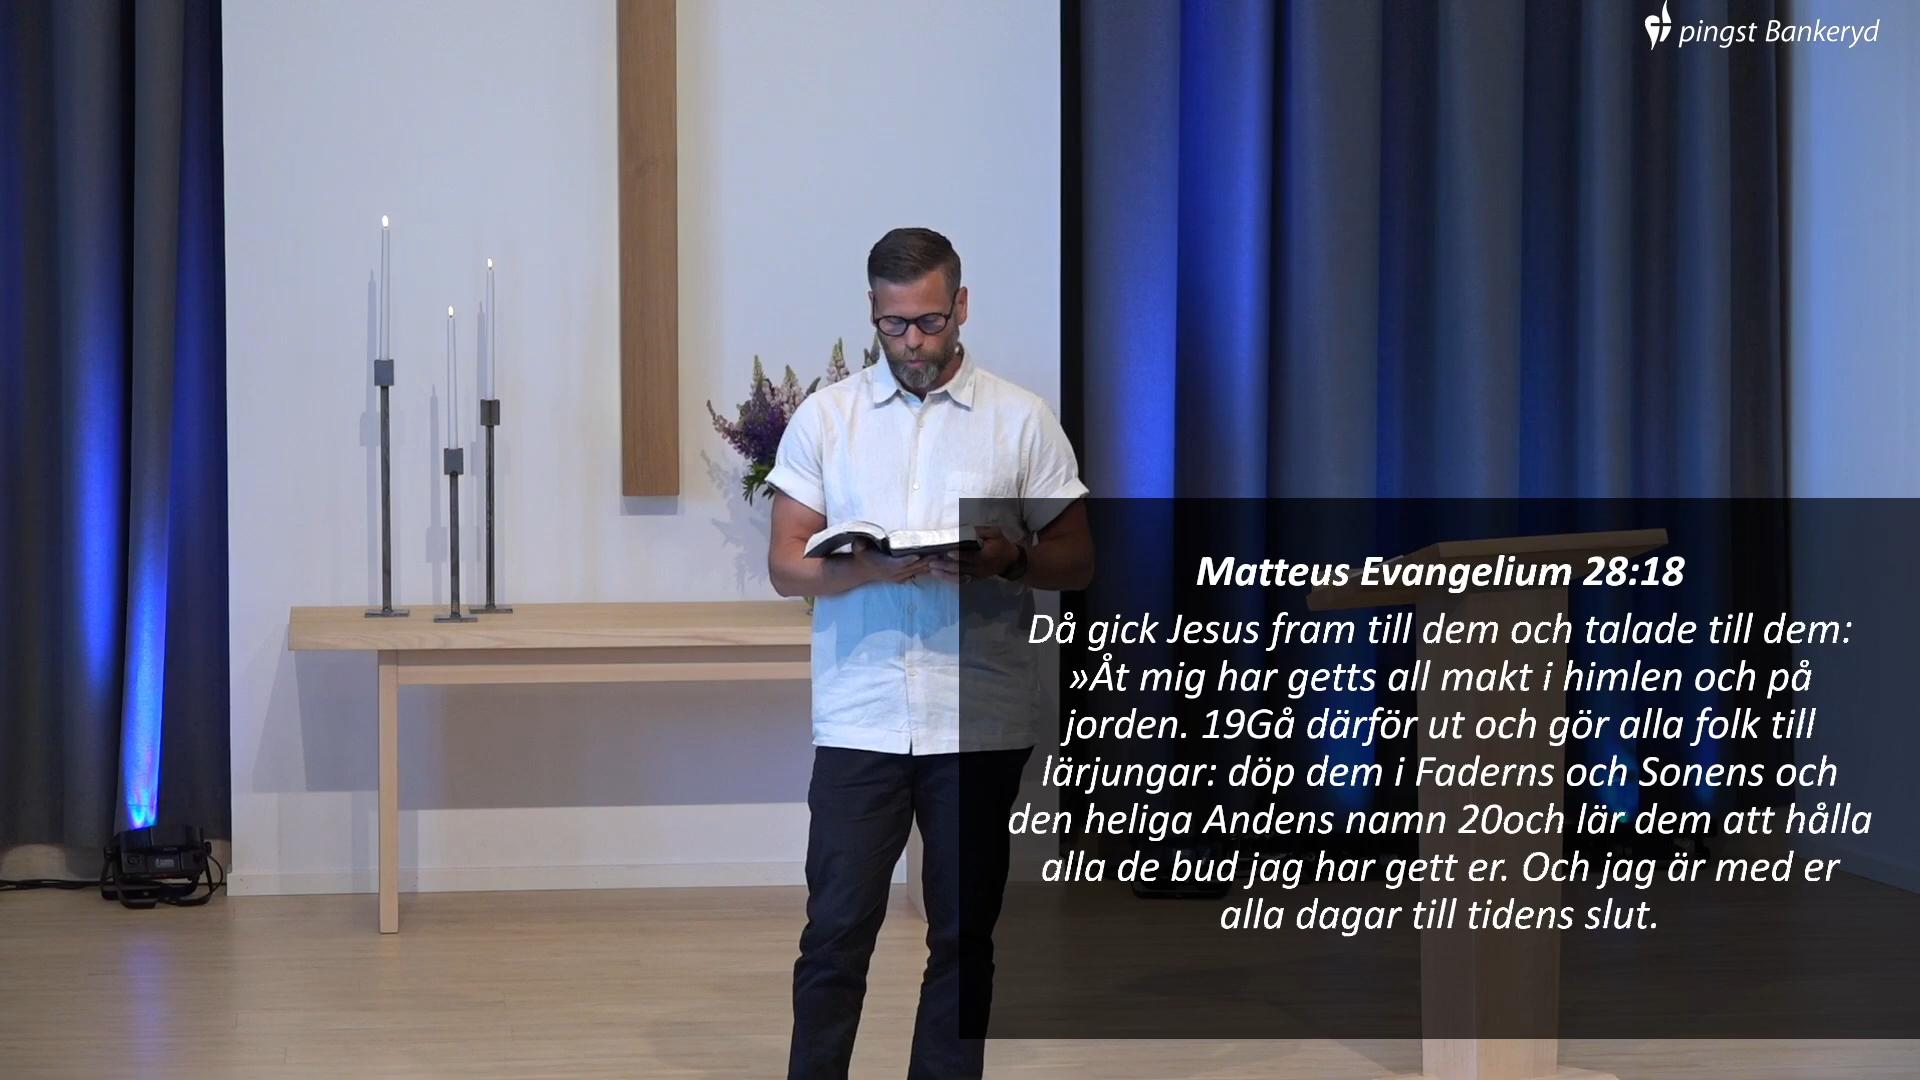 pingst Bankeryd
Matteus Evangelium 28:18
Då gick Jesus fram till dem och talade till dem:
»Åt mig har getts all makt i himlen och på
jorden. 19Gå därför ut och gör alla folk till
lärjungar: döp dem i Faderns och Sonens och
den heliga Andens namn 20och lär dem att hålla
alla de bud jag har gett er. Och jag är med er
alla dagar till tidens slut.